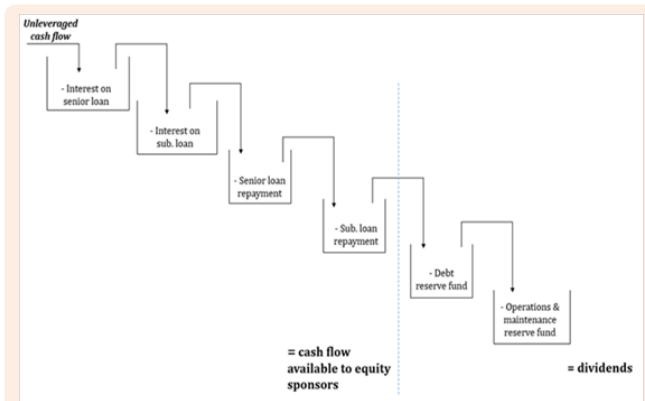 Unleveraged
cash flow
- Interest on
senior loan
- Interest on
sub. loan
- Senior loan
repayment
- Sub. loan
repayment
- Debt
reserve fund
- Operations &
maintenance
reserve fund
= cash flow
available to equity
sponsors
= dividends